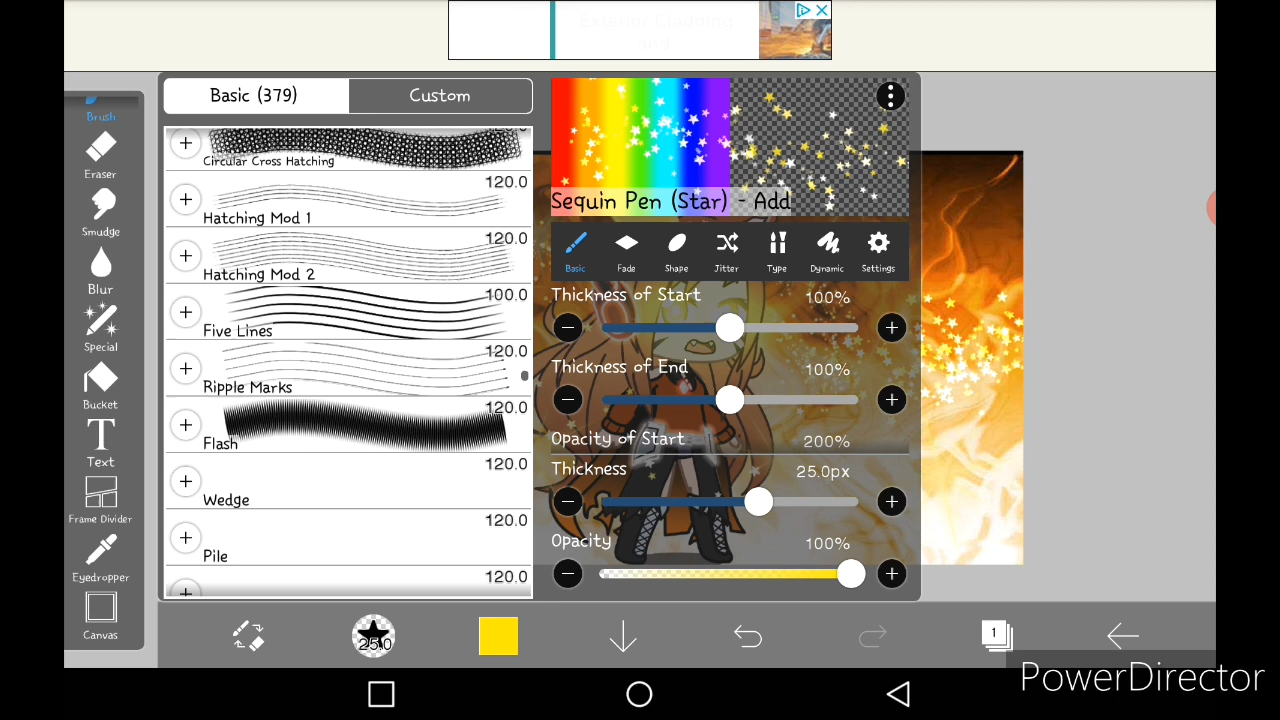 Exterior Cladding
Basic (379)
Custom
Brush
Eraser
Smudge
Blur
Special
Bucket
Text
Frame Divider
Eyedropper
Canvas
Circular Cross Hatching
120.0
Hatching Mod 1
120.0
Hatching Mod 2
100.0
Five Lines
120.0
Ripple Marks
120.0
Flash
120.0
Wedge
120.0
Pile
120.0
Sequin Pen (Star) - Add
Basic
Fade
Shape
Jitter
Type
Dynamic
Settings
Thickness of Start
100%
Thickness of End
100%
Opacity of Start
200%
Thickness
25.0px
Opacity
100%
25.0
1
PowerDirector